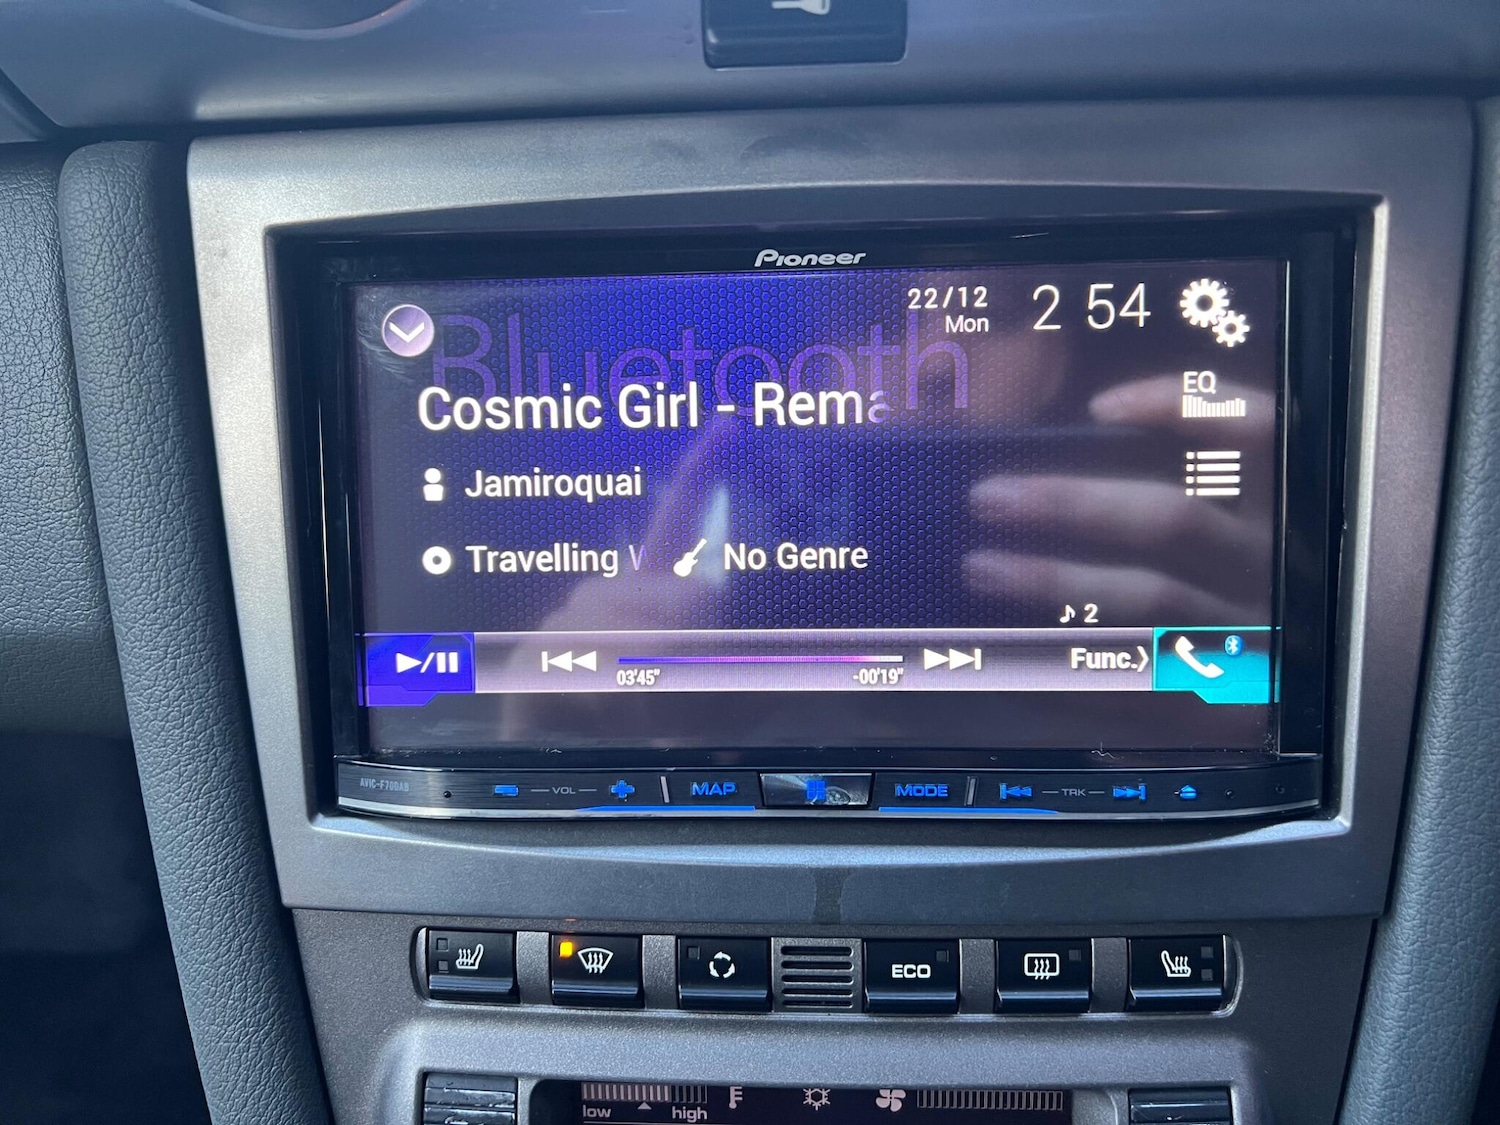 Pioneer
22/12
Mon
2 54
Bluetooth
EQ
Cosmic Girl - Rema
Jamiroquai
Travelling
No Genre
2
03'45"
-00'19"
Func.
AVIC-F70DAB
VOL
MAP
MODE
TRK
ECO
low
high
F